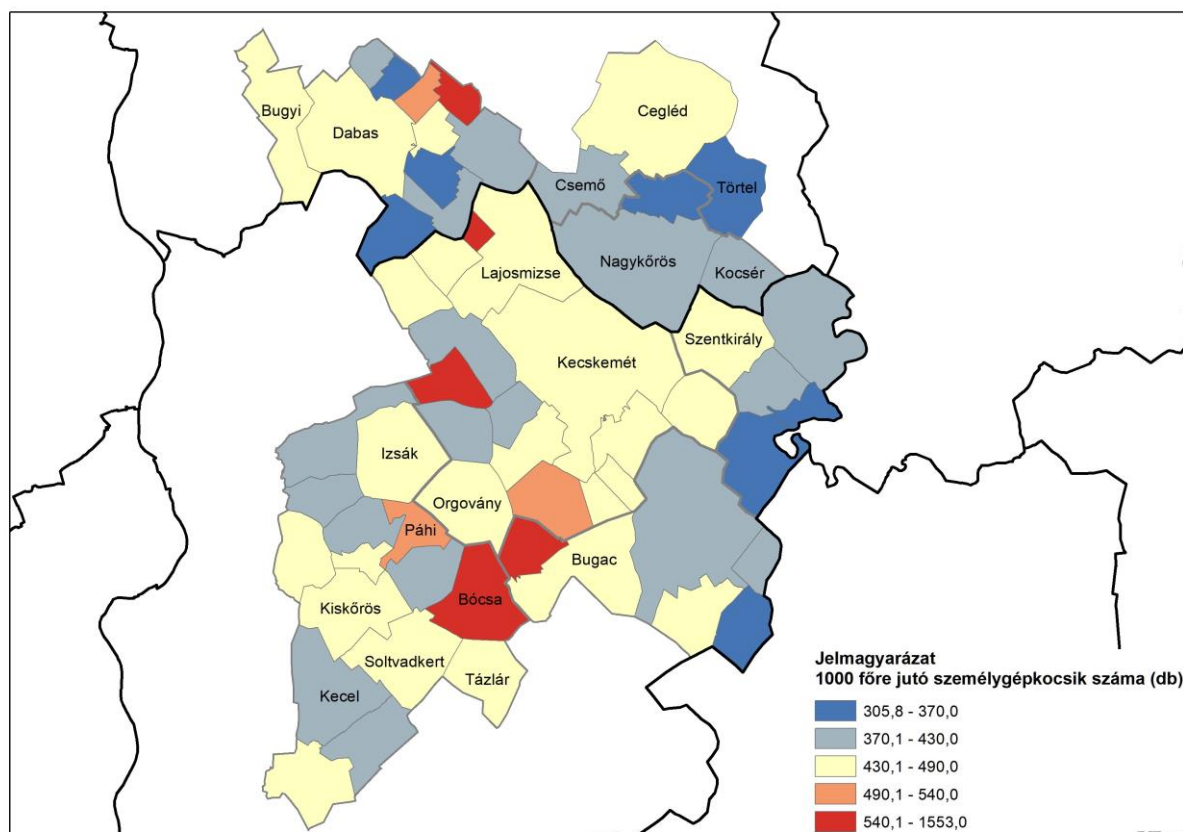 Bugyi
Dabas
Cegléd
Csemő
Törtel
Nagykőrös
Kocsér
Lajosmizse
Szentkirály
Kecskemét
Izsák
Orgovány
Páhi
Bugac
Bócsa
Kiskőrös
Soltvadkert
Tázlár
Kecel
Jelmagyarázat
1000 főre jutó személygépkocsik száma (db)
305,8 - 370,0
370,1 - 430,0
430,1 - 490,0
490,1 - 540,0
540,1 - 1553,0